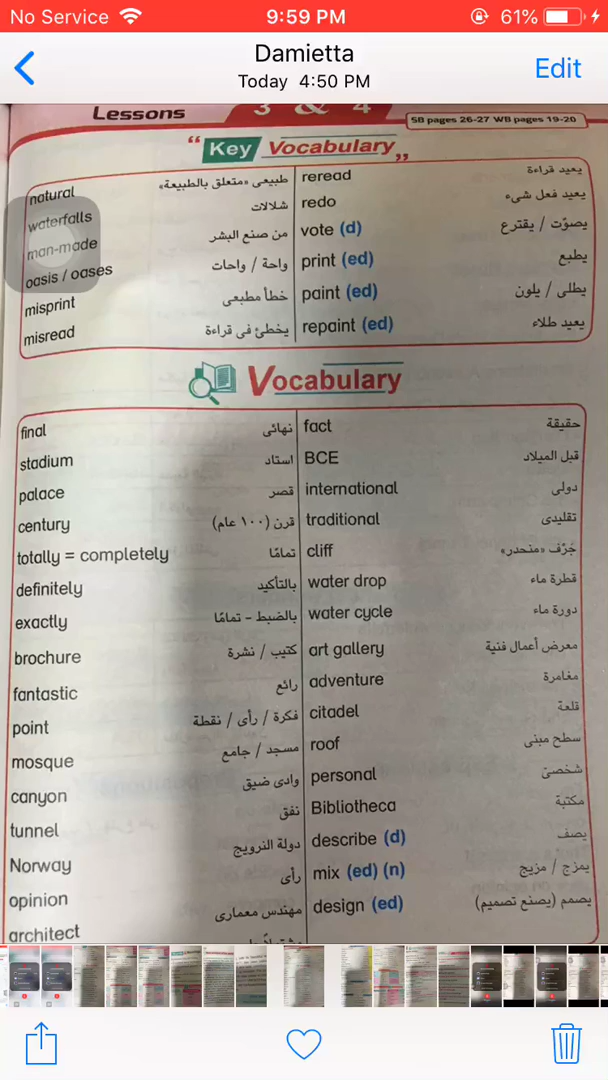 No Service 9:59 PM 61%
Damietta
Today 4:50 PM
Edit
Lessons 3 & 4
SB pages 26-27 WB pages 19-20
"Key Vocabulary"
natural طبيعى «متعلق بالطبيعة» reread يعيد قراءة
waterfalls شلالات redo يعيد فعل شىء
man-made من صنع البشر vote (d) يصوّت / يقترع
oasis / oases واحة / واحات print (ed) يطبع
misprint خطأ مطبعى paint (ed) يطلى / يلون
misread يخطئ فى قراءة repaint (ed) يعيد طلاء
Vocabulary
final نهائى fact حقيقة
stadium استاد BCE قبل الميلاد
palace قصر international دولى
century قرن (١٠٠ عام) traditional تقليدى
totally = completely تمامًا cliff جُرْف «منحدر»
definitely بالتأكيد water drop قطرة ماء
exactly بالضبط - تمامًا water cycle دورة ماء
brochure كتيب / نشرة art gallery معرض أعمال فنية
fantastic رائع adventure مغامرة
point فكرة / رأى / نقطة citadel قلعة
mosque مسجد / جامع roof سطح مبنى
canyon وادى ضيق personal شخصىّ
tunnel نفق Bibliotheca مكتبة
Norway دولة النرويج describe (d) يصف
opinion رأى mix (ed) (n) يمزج / مزيج
architect مهندس معمارى design (ed) يصمم (يصنع تصميم)